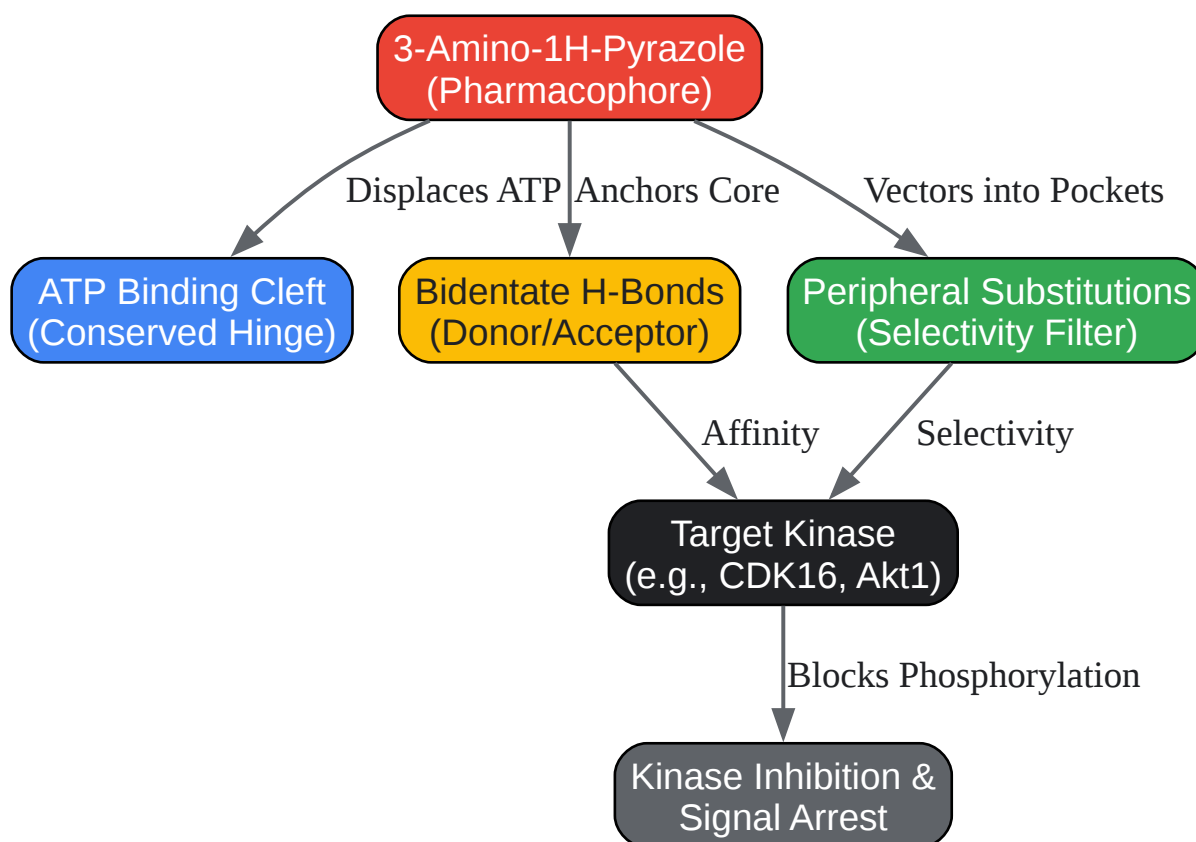 3-Amino-1H-Pyrazole
(Pharmacophore)
Displaces ATP
Anchors Core
Vectors into Pockets
ATP Binding Cleft
(Conserved Hinge)
Bidentate H-Bonds
(Donor/Acceptor)
Peripheral Substitutions
(Selectivity Filter)
Affinity
Selectivity
Target Kinase
(e.g., CDK16, Akt1)
Blocks Phosphorylation
Kinase Inhibition &
Signal Arrest